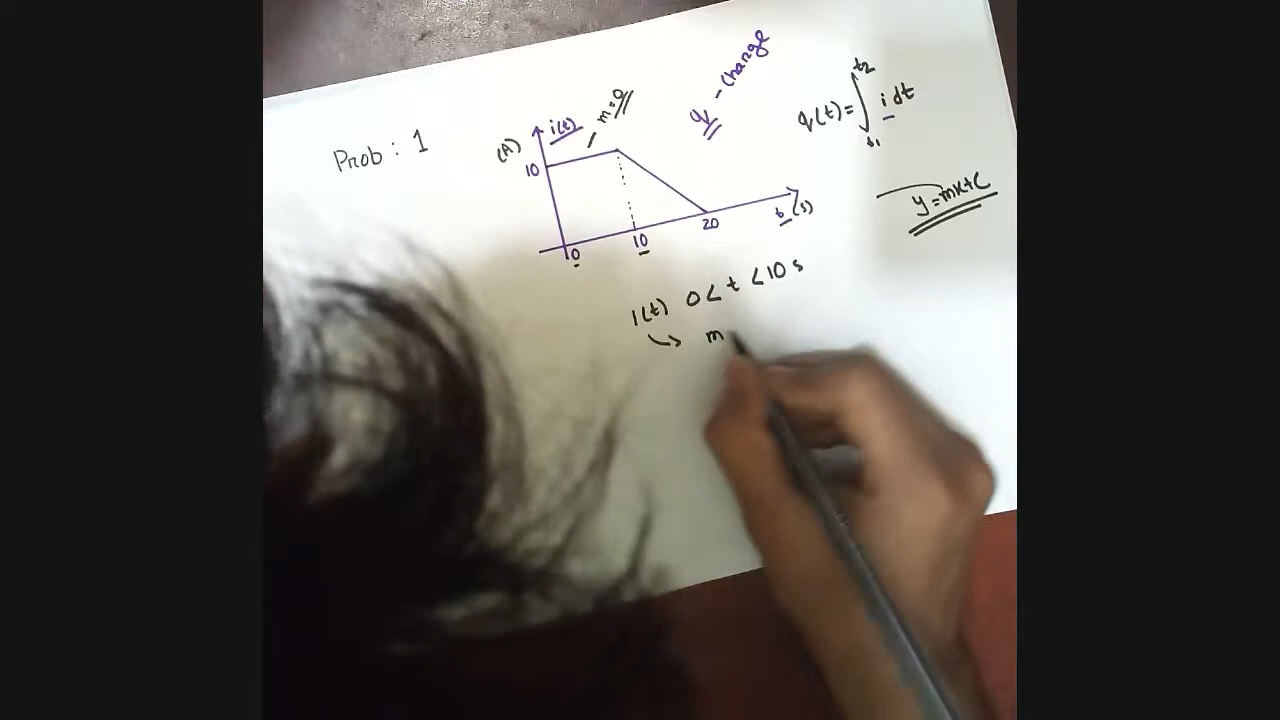 Prob : 1
(A)
i(t)
m=0
10
0
10
20
t (s)
q - Charge
q(t) = ∫ i dt
t2
t1
y=mx+c
i(t) 0 < t < 10 s
↳ m